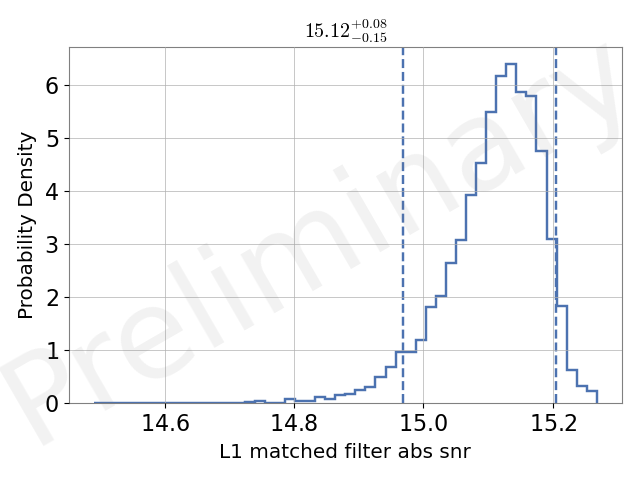 15.12+0.08−0.15
6
5
4
3
2
1
0
Probability Density
14.6 14.8 15.0 15.2
L1 matched filter abs snr
Preliminary